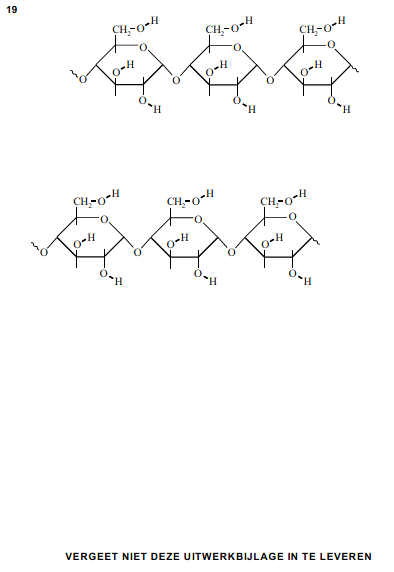 19
CH2-O-H CH2-O-H CH2-O-H
O O O
O-H O-H O-H
O O O
O-H O-H O-H
CH2-O-H CH2-O-H CH2-O-H
O O O
O-H O-H O-H
O O O
O-H O-H O-H
VERGEET NIET DEZE UITWERKBIJLAGE IN TE LEVEREN